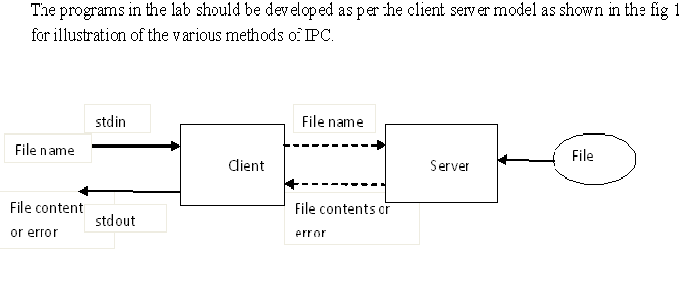 The programs in the lab should be developed as per the client server model as shown in the fig 1
for illustration of the various methods of IPC.
stdin
File name
File name
Client
Server
File
File content
or error
stdout
File contents or
error